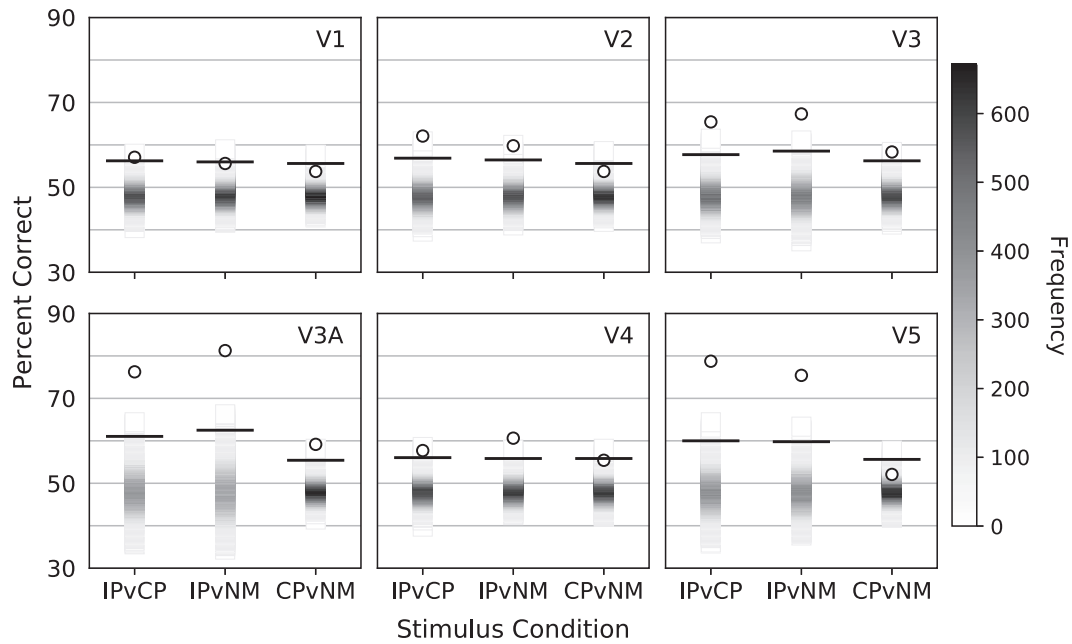 90
70
50
30
V1
V2
V3
90
70
50
30
V3A
V4
V5
IPvCP IPvNM CPvNM
IPvCP IPvNM CPvNM
IPvCP IPvNM CPvNM
Stimulus Condition
Percent Correct
600
500
400
300
200
100
0
Frequency